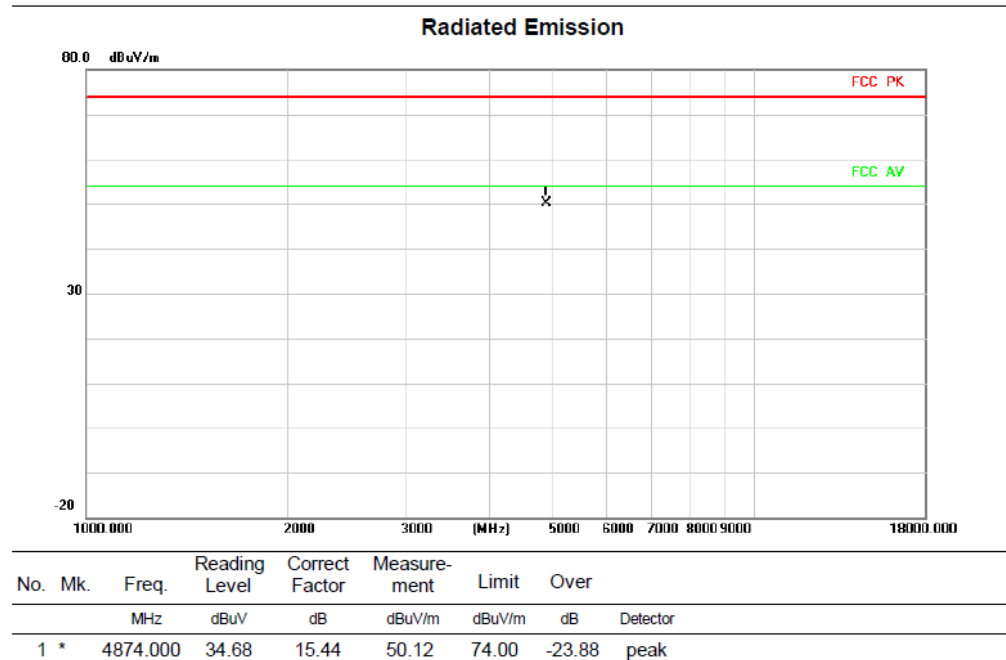 Radiated Emission
80.0 dBuV/m
FCC PK
FCC AV
30
-20
1000.000 2000 3000 (MHz) 5000 6000 7000 8000 9000 18000.000
No. Mk. Freq. Reading Level Correct Factor Measure-ment Limit Over
MHz dBuV dB dBuV/m dBuV/m dB Detector
1 * 4874.000 34.68 15.44 50.12 74.00 -23.88 peak